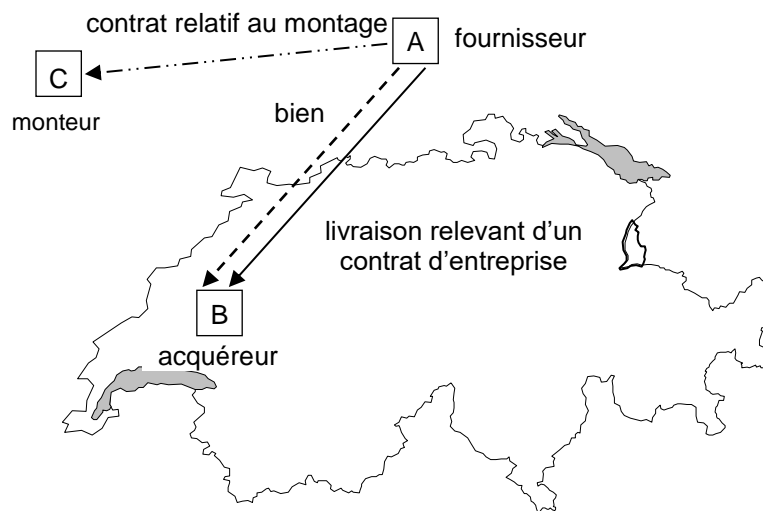 contrat relatif au montage
A
fournisseur
C
monteur
bien
livraison relevant d’un
contrat d’entreprise
B
acquéreur